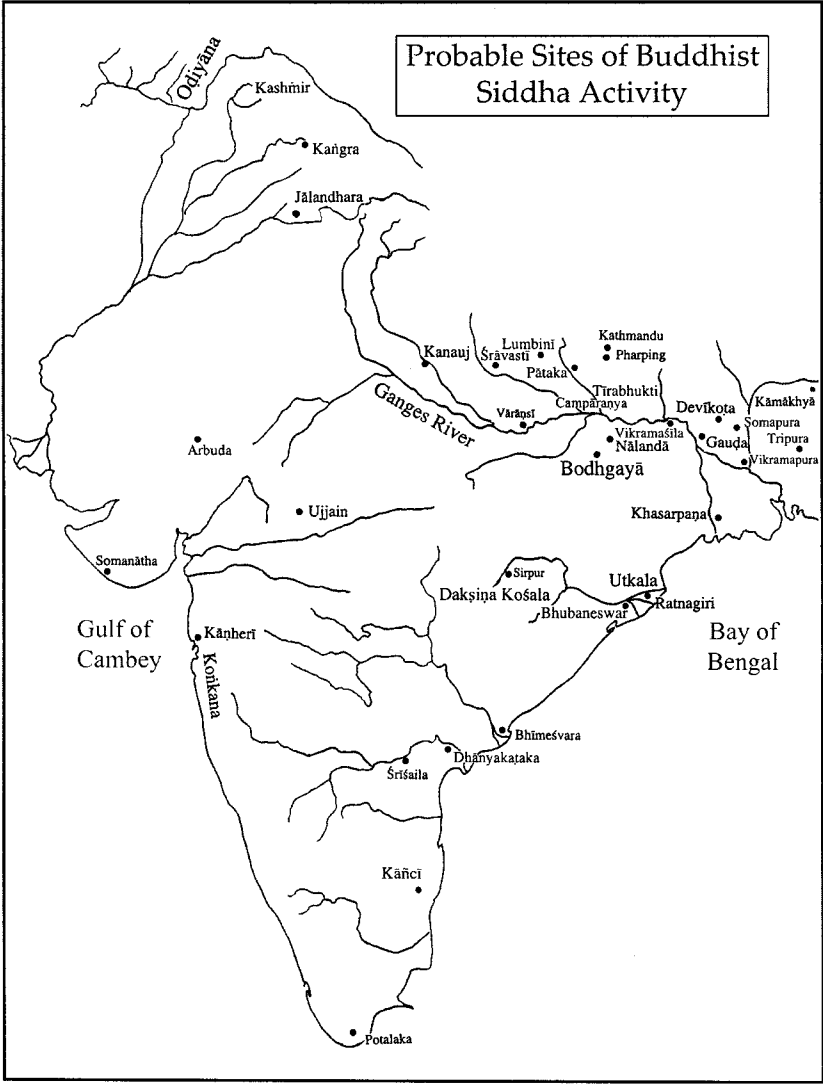 Probable Sites of Buddhist
Siddha Activity
Oḍiyāna
Kashmir
Kaṅgra
Jālandhara
Kathmandu
Lumbinī
Kanauj
Śrāvastī
Pharping
Pātaka
Tīrabhukti
Kāmākhyā
Ganges River
Campāraṇya
Devīkoṭa
Vārāṇsī
Somapura
Vikramaśīla
Gauḍa
Tripura
Arbuda
Nālandā
Vikramapura
Bodhgayā
Ujjain
Khasarpaṇa
Somanātha
Sirpur
Utkala
Dakṣiṇa Kośala
Ratnagiri
Bhubaneswar
Gulf of
Cambey
Kāṇherī
Bay of
Bengal
Koṅkana
Bhīmeśvara
Dhānyakaṭaka
Śrīśaila
Kāñcī
Potalaka